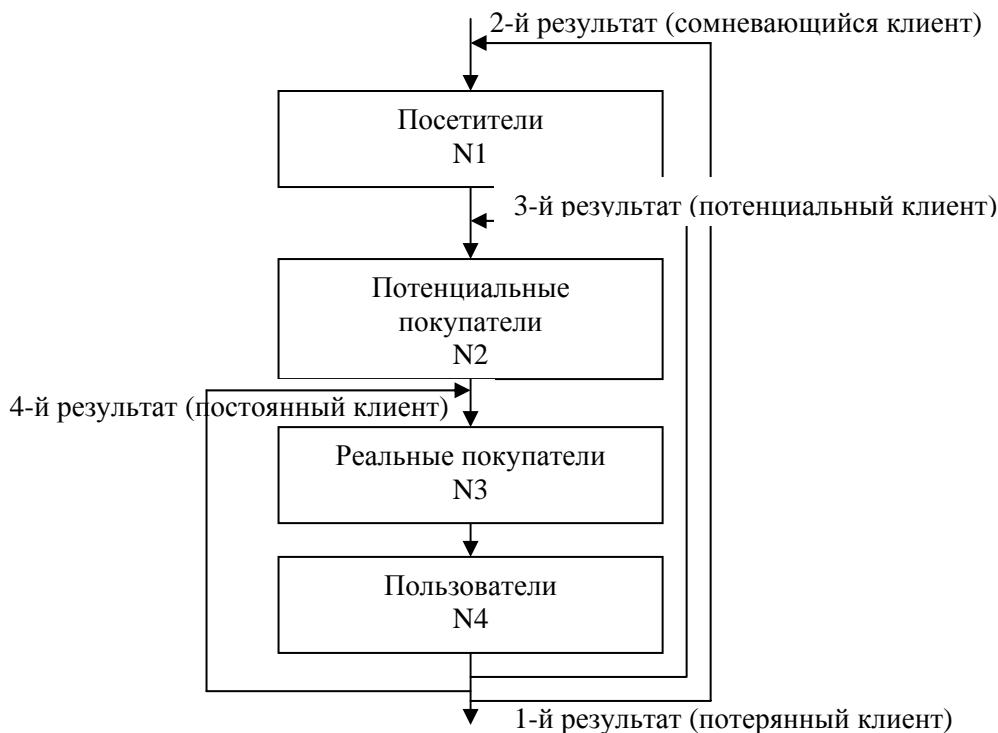 2-й результат (сомневающийся клиент)
Посетители
N1
3-й результат (потенциальный клиент)
Потенциальные
покупатели
N2
4-й результат (постоянный клиент)
Реальные покупатели
N3
Пользователи
N4
1-й результат (потерянный клиент)